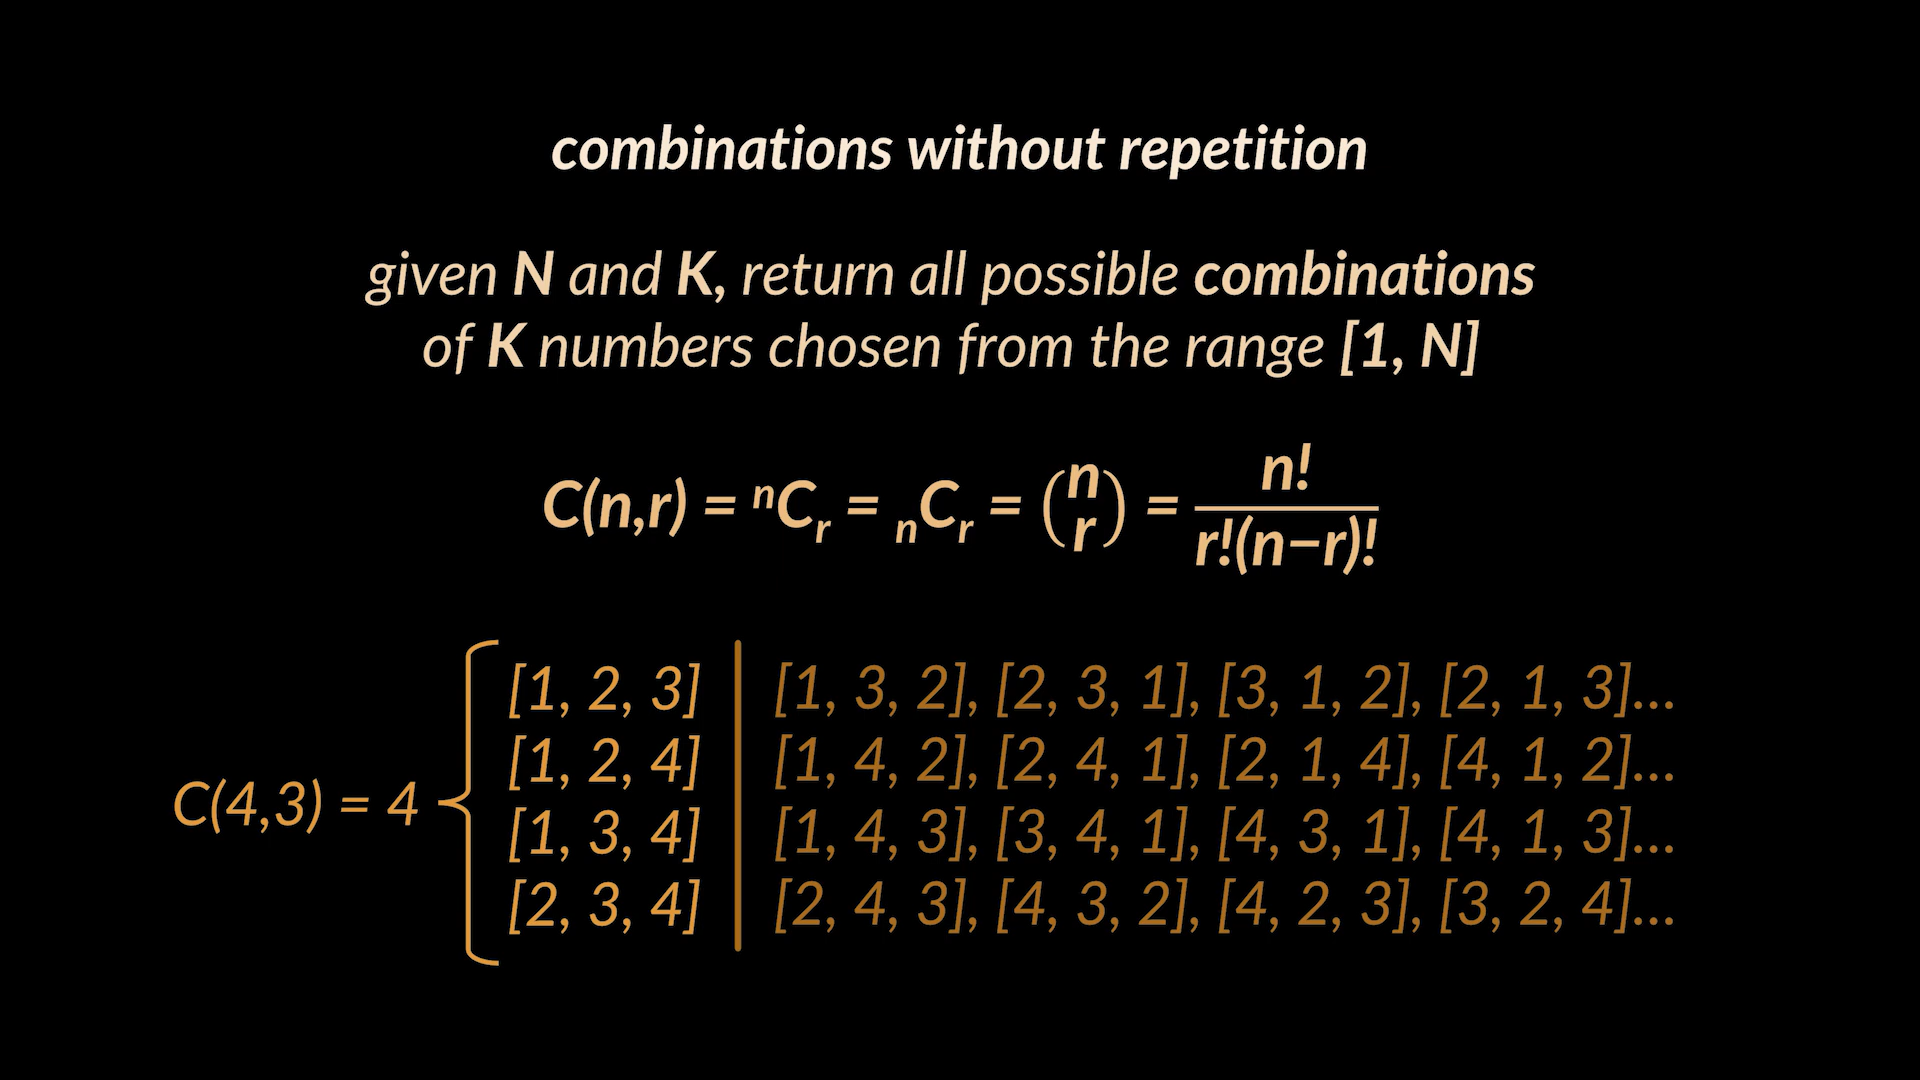 combinations without repetition
given N and K, return all possible combinations
of K numbers chosen from the range [1, N]
C(n,r) = ⁿCᵣ = ₙCᵣ = (n r) = n! / r!(n−r)!
C(4,3) = 4
[1, 2, 3] [1, 3, 2], [2, 3, 1], [3, 1, 2], [2, 1, 3]...
[1, 2, 4] [1, 4, 2], [2, 4, 1], [2, 1, 4], [4, 1, 2]...
[1, 3, 4] [1, 4, 3], [3, 4, 1], [4, 3, 1], [4, 1, 3]...
[2, 3, 4] [2, 4, 3], [4, 3, 2], [4, 2, 3], [3, 2, 4]...